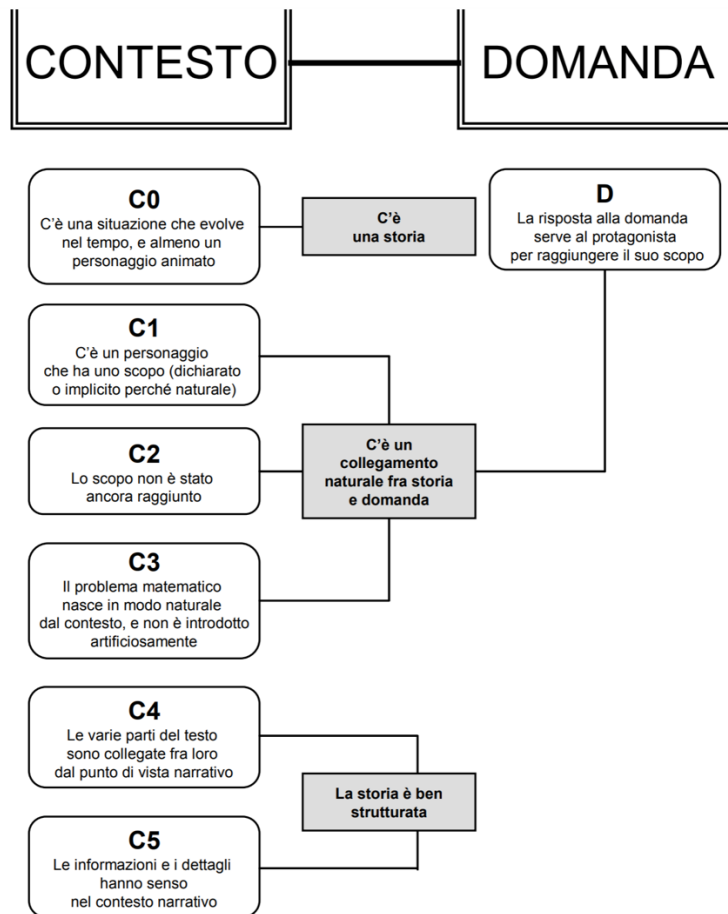 CONTESTO
DOMANDA
C0
C'è una situazione che evolve
nel tempo, e almeno un
personaggio animato
C'è
una storia
D
La risposta alla domanda
serve al protagonista
per raggiungere il suo scopo
C1
C'è un personaggio
che ha uno scopo (dichiarato
o implicito perché naturale)
C2
Lo scopo non è stato
ancora raggiunto
C'è un
collegamento
naturale fra storia
e domanda
C3
Il problema matematico
nasce in modo naturale
dal contesto, e non è introdotto
artificiosamente
C4
Le varie parti del testo
sono collegate fra loro
dal punto di vista narrativo
La storia è ben
strutturata
C5
Le informazioni e i dettagli
hanno senso
nel contesto narrativo